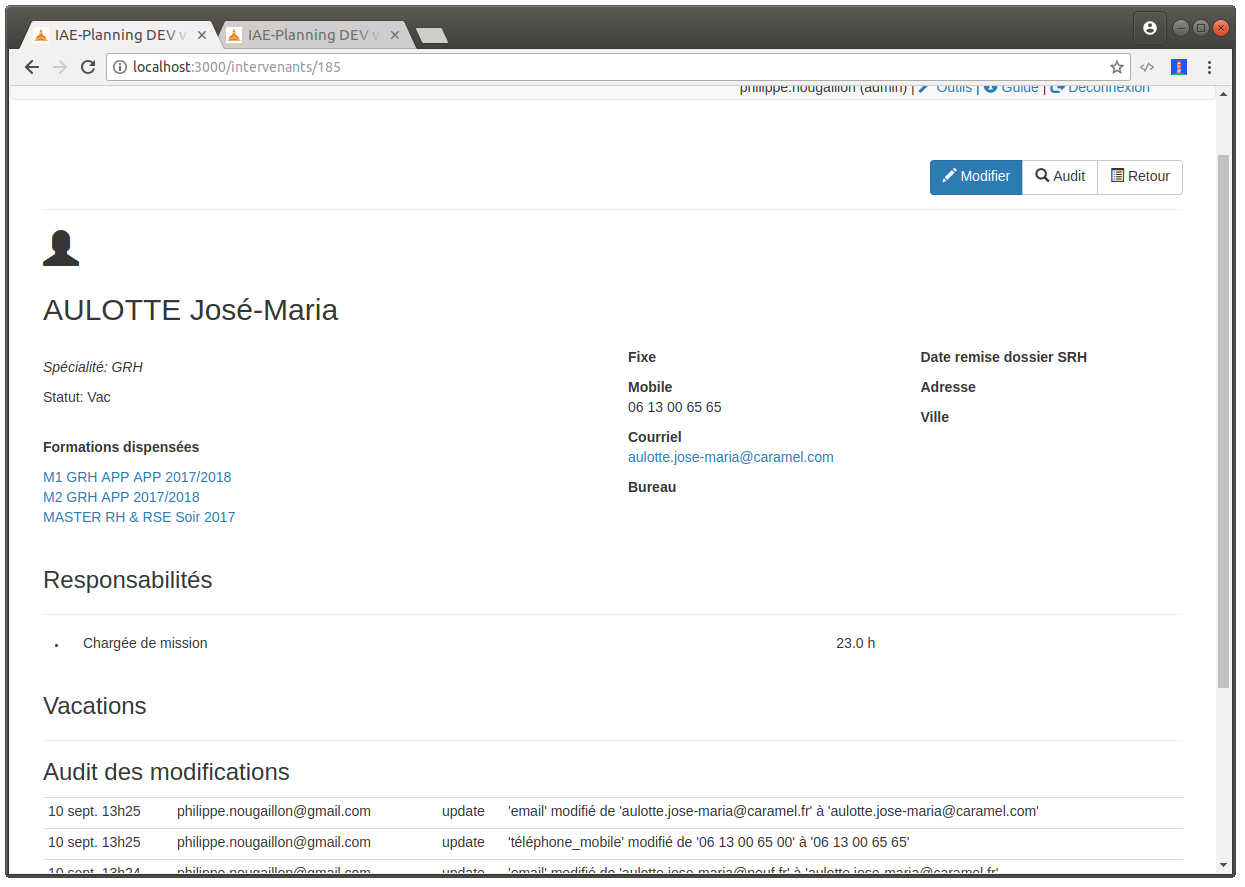 IAE-Planning DEV v
IAE-Planning DEV v
localhost:3000/intervenants/185
philippe.nougaillon (admin) | Outils | Guide | Déconnexion
Modifier Audit Retour
AULOTTE José-Maria
Spécialité: GRH
Statut: Vac
Formations dispensées
M1 GRH APP APP 2017/2018
M2 GRH APP 2017/2018
MASTER RH & RSE Soir 2017
Fixe
Mobile
06 13 00 65 65
Courriel
aulotte.jose-maria@caramel.com
Bureau
Date remise dossier SRH
Adresse
Ville
Responsabilités
Chargée de mission 23.0 h
Vacations
Audit des modifications
10 sept. 13h25 philippe.nougaillon@gmail.com update 'email' modifié de 'aulotte.jose-maria@caramel.fr' à 'aulotte.jose-maria@caramel.com'
10 sept. 13h25 philippe.nougaillon@gmail.com update 'téléphone_mobile' modifié de '06 13 00 65 00' à '06 13 00 65 65'
10 sept. 13h24 philippe.nougaillon@gmail.com update 'email' modifié de 'aulotte.jose-maria@neuf.fr' à 'aulotte.jose-maria@caramel.fr'